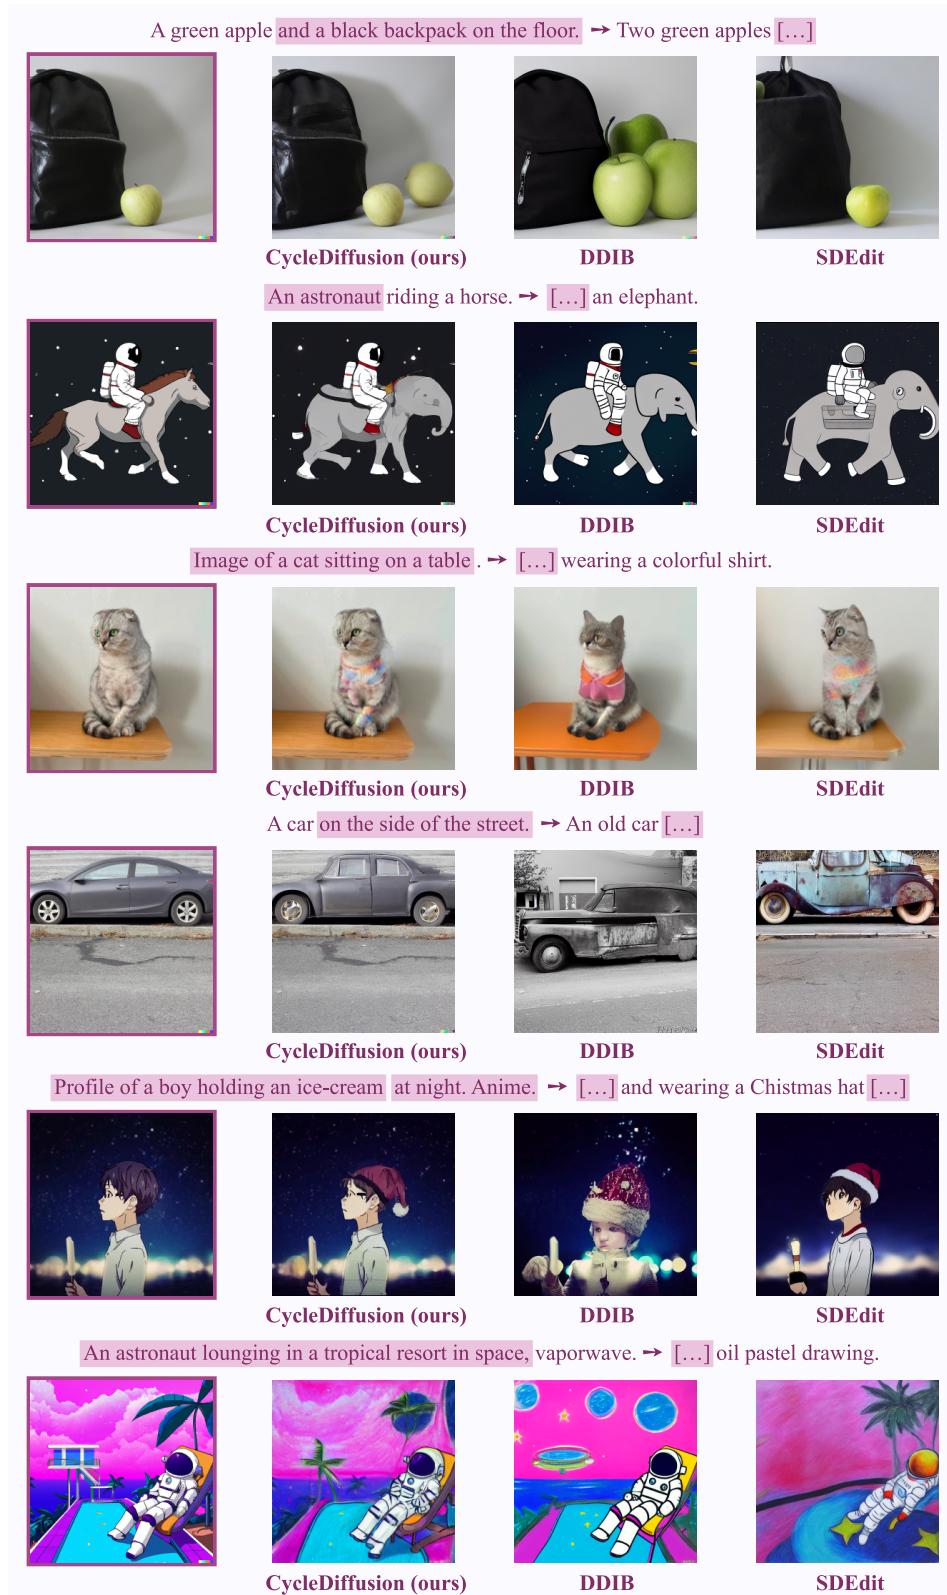 A green apple and a black backpack on the floor. → Two green apples […]
CycleDiffusion (ours) DDIB SDEdit
An astronaut riding a horse. → […] an elephant.
CycleDiffusion (ours) DDIB SDEdit
Image of a cat sitting on a table . → […] wearing a colorful shirt.
CycleDiffusion (ours) DDIB SDEdit
A car on the side of the street. → An old car […]
CycleDiffusion (ours) DDIB SDEdit
Profile of a boy holding an ice-cream at night. Anime. → […] and wearing a Chistmas hat […]
CycleDiffusion (ours) DDIB SDEdit
An astronaut lounging in a tropical resort in space, vaporwave. → […] oil pastel drawing.
CycleDiffusion (ours) DDIB SDEdit